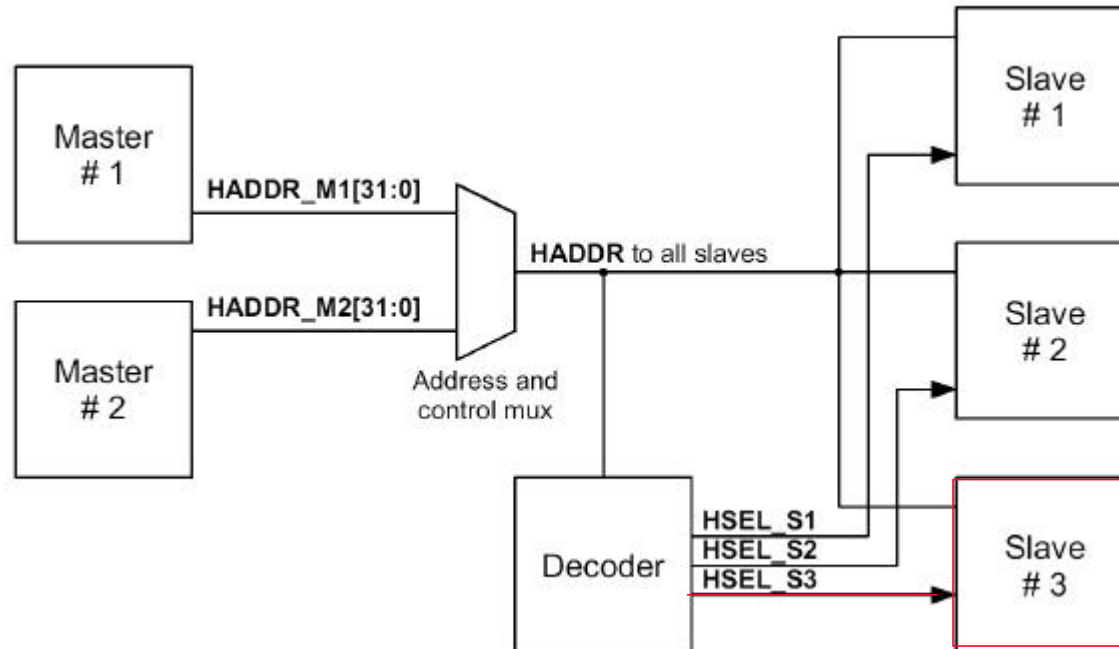 Master
# 1
HADDR_M1[31:0]
Master
# 2
HADDR_M2[31:0]
Address and
control mux
HADDR to all slaves
Decoder
HSEL_S1
HSEL_S2
HSEL_S3
Slave
# 1
Slave
# 2
Slave
# 3